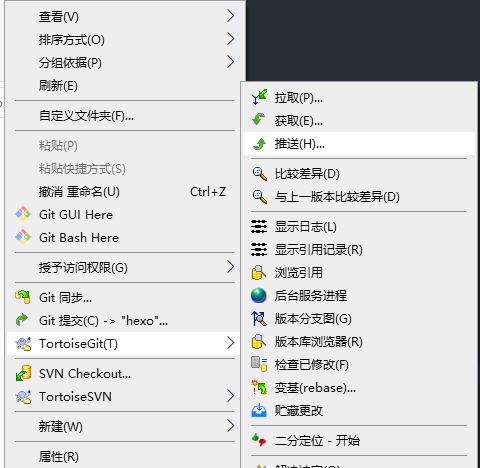 查看(V)
排序方式(O)
分组依据(P)
刷新(E)
自定义文件夹(F)...
粘贴(P)
粘贴快捷方式(S)
撤消 重命名(U) Ctrl+Z
Git GUI Here
Git Bash Here
授予访问权限(G)
Git 同步...
Git 提交(C) -> "hexo"...
TortoiseGit(T)
SVN Checkout...
TortoiseSVN
新建(W)
属性(R)
拉取(P)...
获取(E)...
推送(H)...
比较差异(D)
与上一版本比较差异(D)
显示日志(L)
显示引用记录(R)
浏览引用
后台服务进程
版本分支图(G)
版本库浏览器(R)
检查已修改(F)
变基(rebase)...
贮藏更改
二分定位 - 开始